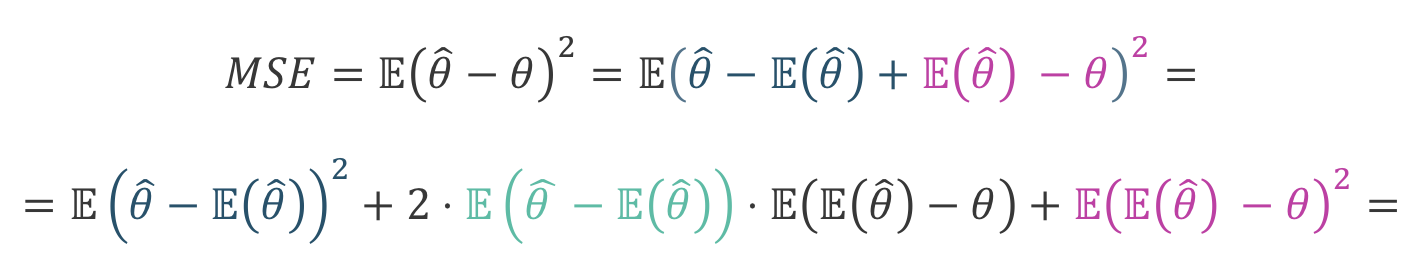 MSE = 𝔼(θ̂ − θ)² = 𝔼(θ̂ − 𝔼(θ̂) + 𝔼(θ̂) − θ)² =
= 𝔼(θ̂ − 𝔼(θ̂))² + 2 · 𝔼(θ̂ − 𝔼(θ̂)) · 𝔼(𝔼(θ̂) − θ) + 𝔼(𝔼(θ̂) − θ)² =